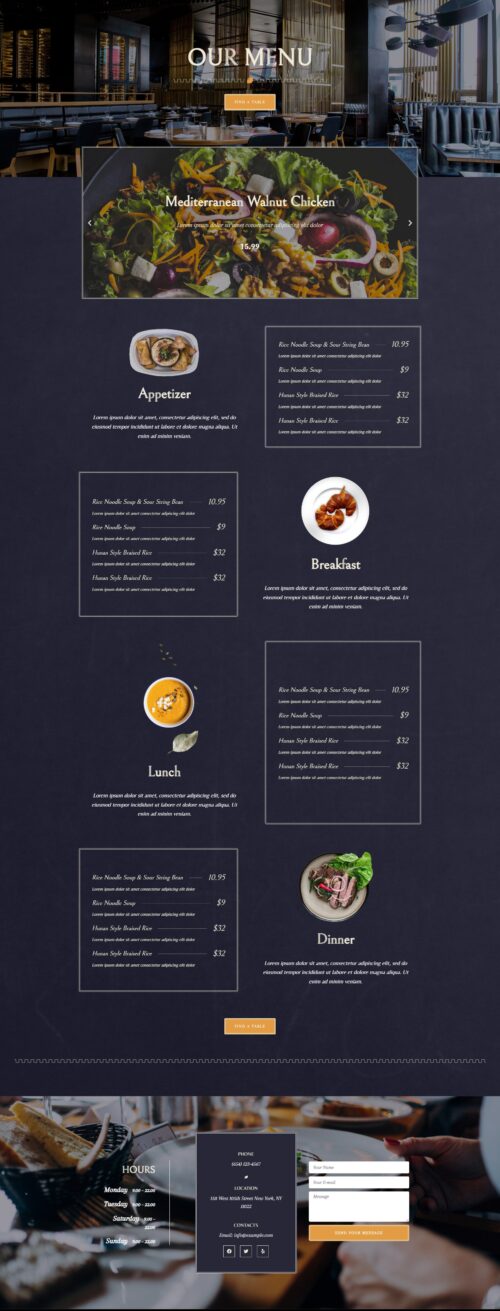 OUR MENU
FIND A TABLE
Mediterranean Walnut Chicken
Lorem ipsum dolor sit amet consectetur adipiscing elit dolor
15.99
Appetizer
Lorem ipsum dolor sit amet, consectetur adipiscing elit, sed do
eiusmod tempor incididunt ut labore et dolore magna aliqua. Ut
enim ad minim veniam.
Rice Noodle Soup & Sour String Bean 10.95
Lorem ipsum dolor sit amet consectetur adipiscing elit dolor
Rice Noodle Soup $9
Lorem ipsum dolor sit amet consectetur adipiscing elit dolor
Hunan Style Braised Rice $32
Lorem ipsum dolor sit amet consectetur adipiscing elit dolor
Hunan Style Braised Rice $32
Lorem ipsum dolor sit amet consectetur adipiscing elit dolor
Rice Noodle Soup & Sour String Bean 10.95
Lorem ipsum dolor sit amet consectetur adipiscing elit dolor
Rice Noodle Soup $9
Lorem ipsum dolor sit amet consectetur adipiscing elit dolor
Hunan Style Braised Rice $32
Lorem ipsum dolor sit amet consectetur adipiscing elit dolor
Hunan Style Braised Rice $32
Lorem ipsum dolor sit amet consectetur adipiscing elit dolor
Breakfast
Lorem ipsum dolor sit amet, consectetur adipiscing elit, sed do
eiusmod tempor incididunt ut labore et dolore magna aliqua. Ut
enim ad minim veniam.
Lunch
Lorem ipsum dolor sit amet, consectetur adipiscing elit, sed do
eiusmod tempor incididunt ut labore et dolore magna aliqua. Ut
enim ad minim veniam.
Rice Noodle Soup & Sour String Bean 10.95
Lorem ipsum dolor sit amet consectetur adipiscing elit dolor
Rice Noodle Soup $9
Lorem ipsum dolor sit amet consectetur adipiscing elit dolor
Hunan Style Braised Rice $32
Lorem ipsum dolor sit amet consectetur adipiscing elit dolor
Hunan Style Braised Rice $32
Lorem ipsum dolor sit amet consectetur adipiscing elit dolor
Rice Noodle Soup & Sour String Bean 10.95
Lorem ipsum dolor sit amet consectetur adipiscing elit dolor
Rice Noodle Soup $9
Lorem ipsum dolor sit amet consectetur adipiscing elit dolor
Hunan Style Braised Rice $32
Lorem ipsum dolor sit amet consectetur adipiscing elit dolor
Hunan Style Braised Rice $32
Lorem ipsum dolor sit amet consectetur adipiscing elit dolor
Dinner
Lorem ipsum dolor sit amet, consectetur adipiscing elit, sed do
eiusmod tempor incididunt ut labore et dolore magna aliqua. Ut
enim ad minim veniam.
FIND A TABLE
HOURS
Monday 9.00 - 22.00
Tuesday 9.00 - 22.00
Saturday 9.00 -
22.00
Sunday 9.00 - 22.00
PHONE
(654) 123-4567
LOCATION
West 105th Street New York, NY
CONTACTS
Email: info@example.com
Your Name
Your E-mail
Message
SEND YOUR MESSAGE